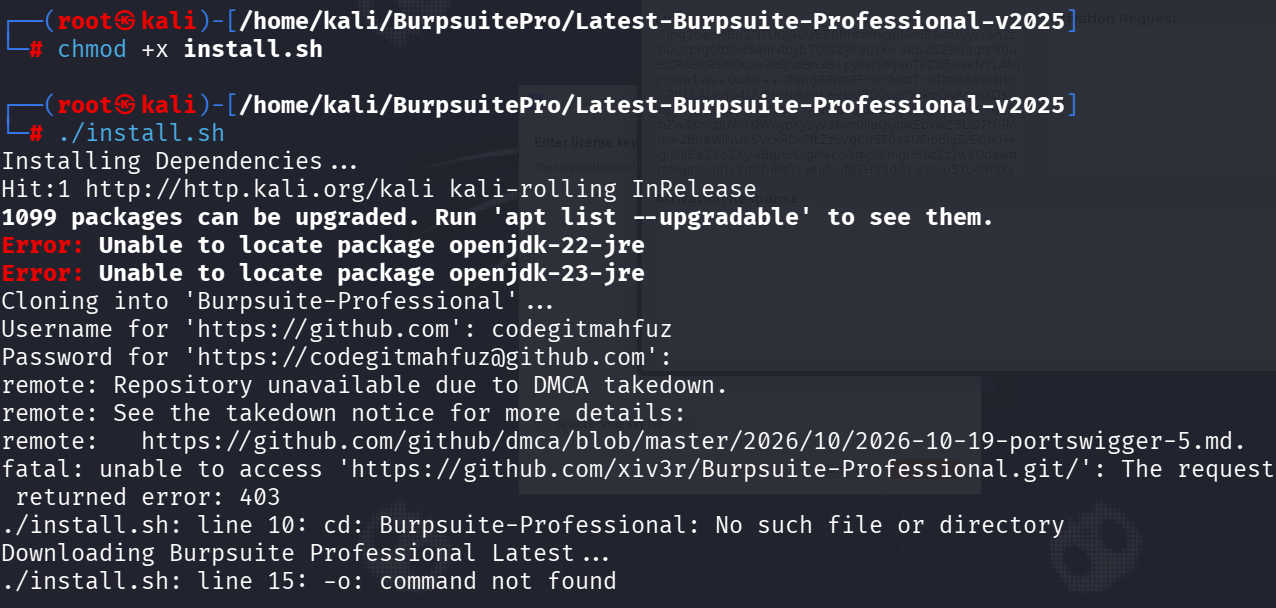 ┌──(root㉿kali)-[/home/kali/BurpsuitePro/Latest-Burpsuite-Professional-v2025]
└─# chmod +x install.sh
┌──(root㉿kali)-[/home/kali/BurpsuitePro/Latest-Burpsuite-Professional-v2025]
└─# ./install.sh
Installing Dependencies...
Hit:1 http://http.kali.org/kali kali-rolling InRelease
1099 packages can be upgraded. Run 'apt list --upgradable' to see them.
Error: Unable to locate package openjdk-22-jre
Error: Unable to locate package openjdk-23-jre
Cloning into 'Burpsuite-Professional'...
Username for 'https://github.com': codegitmahfuz
Password for 'https://codegitmahfuz@github.com':
remote: Repository unavailable due to DMCA takedown.
remote: See the takedown notice for more details:
remote:   https://github.com/github/dmca/blob/master/2026/10/2026-10-19-portswigger-5.md.
fatal: unable to access 'https://github.com/xiv3r/Burpsuite-Professional.git/': The request
 returned error: 403
./install.sh: line 10: cd: Burpsuite-Professional: No such file or directory
Downloading Burpsuite Professional Latest...
./install.sh: line 15: -o: command not found
Enter license key